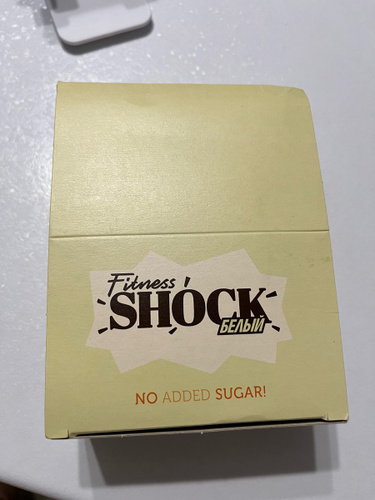 Fitness
SHOCK
БЕЛЫЙ
NO ADDED SUGAR!